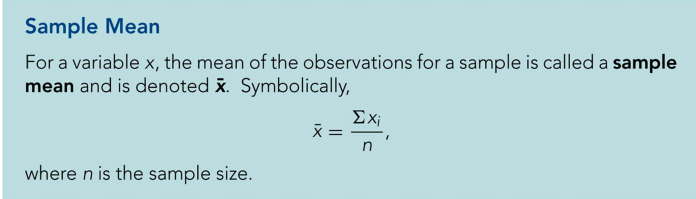 Sample Mean
For a variable x, the mean of the observations for a sample is called a sample
mean and is denoted x̄. Symbolically,
x̄ = Σxᵢ / n,
where n is the sample size.